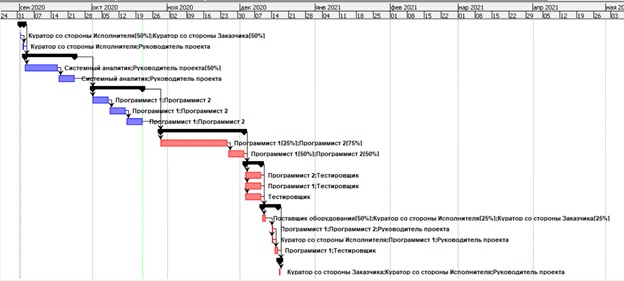 сен 2020 окт 2020 ноя 2020 дек 2020 янв 2021 фев 2021 мар 2021 апр 2021 мая 2021
24 31 07 14 21 28 05 12 19 26 02 09 16 23 30 07 14 21 28 04 11 18 25 01 08 15 22 01 08 15 22 29 05 12 19 26 03
Куратор со стороны Исполнителя[50%];Куратор со стороны Заказчика[50%]
Куратор со стороны Исполнителя;Руководитель проекта
Системный аналитик;Руководитель проекта[50%]
Системный аналитик;Руководитель проекта
Программист 1;Программист 2
Программист 1;Программист 2
Программист 1;Программист 2
Программист 1[25%];Программист 2[75%]
Программист 1[50%];Программист 2[50%]
Программист 2;Тестировщик
Программист 1;Тестировщик
Тестировщик
Поставщик оборудования[50%];Куратор со стороны Исполнителя[25%];Куратор со стороны Заказчика[25%]
Программист 1;Программист 2;Руководитель проекта
Куратор со стороны Исполнителя;Программист 1;Руководитель проекта
Программист 1;Тестировщик
Куратор со стороны Заказчика;Куратор со стороны Исполнителя;Руководитель проекта